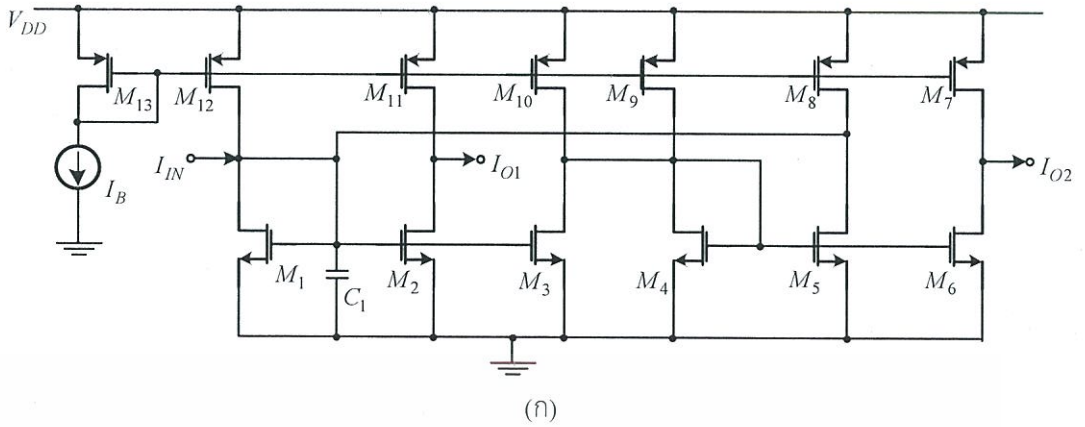 V_DD
M_13 M_12 M_11 M_10 M_9 M_8 M_7
I_IN I_O1 I_O2
I_B
M_1 M_2 M_3 M_4 M_5 M_6
C_1
(ก)